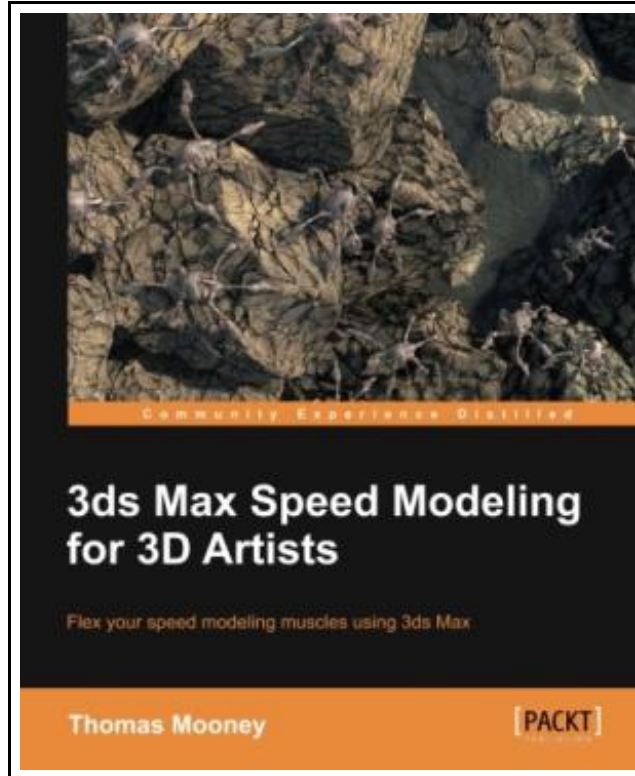 Community Experience Distilled
3ds Max Speed Modeling
for 3D Artists
Flex your speed modeling muscles using 3ds Max
Thomas Mooney
[PACKT]
PUBLISHING